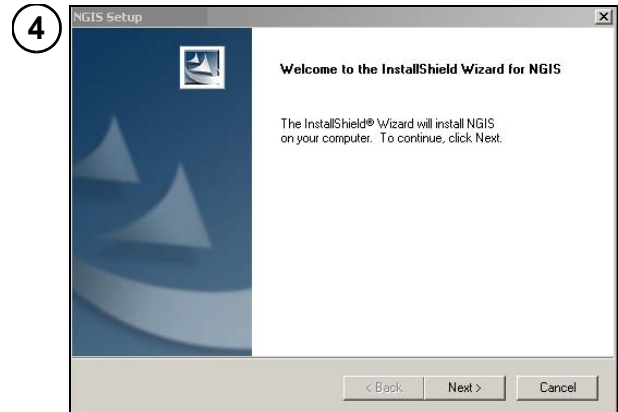 4
NGIS Setup
Welcome to the InstallShield Wizard for NGIS
The InstallShield® Wizard will install NGIS
on your computer. To continue, click Next.
< Back Next > Cancel